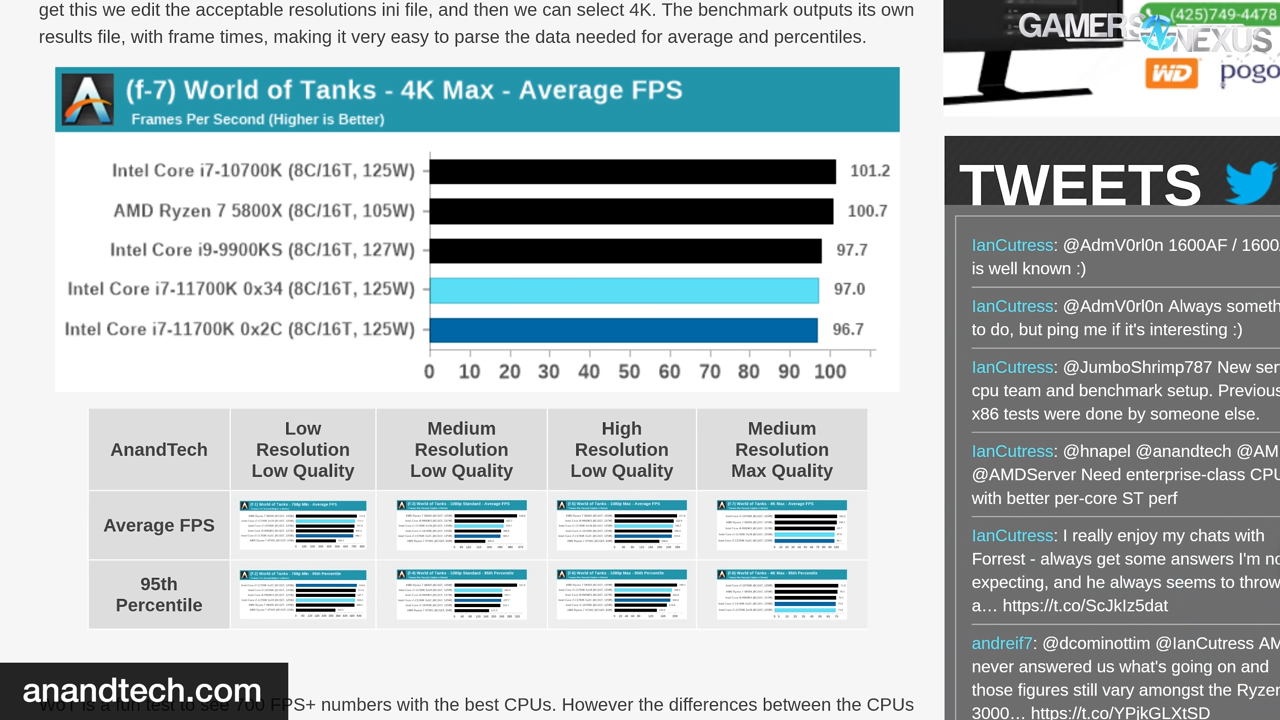 get this we edit the acceptable resolutions ini file, and then we can select 4K. The benchmark outputs its own
results file, with frame times, making it very easy to parse the data needed for average and percentiles.
(f-7) World of Tanks - 4K Max - Average FPS
Frames Per Second (Higher is Better)
Intel Core i7-10700K (8C/16T, 125W) 101.2
AMD Ryzen 7 5800X (8C/16T, 105W) 100.7
Intel Core i9-9900KS (8C/16T, 127W) 97.7
Intel Core i7-11700K 0x34 (8C/16T, 125W) 97.0
Intel Core i7-11700K 0x2C (8C/16T, 125W) 96.7
0 10 20 30 40 50 60 70 80 90 100
AnandTech
Low
Resolution
Low Quality
Medium
Resolution
Low Quality
High
Resolution
Low Quality
Medium
Resolution
Max Quality
Average FPS
95th
Percentile
FPS+ numbers with the best CPUs. However the differences between the CPUs
anandtech.com
(425)749-4478
GAMERS NEXUS
WD
pogo
TWEETS
IanCutress: @AdmV0rl0n 1600AF / 1600
is well known :)
IanCutress: @AdmV0rl0n Always someth
to do, but ping me if it's interesting :)
IanCutress: @JumboShrimp787 New ser
cpu team and benchmark setup. Previous
x86 tests were done by someone else.
IanCutress: @hnapel @anandtech @AM
@AMDServer Need enterprise-class CPU
with better per-core ST perf
IanCutress: I really enjoy my chats with
Forrest - always get some answers I'm no
expecting, and he always seems to throw
a… https://t.co/ScJkIz5dat
andreif7: @dcominottim @IanCutress AM
never answered us what's going on and
those figures still vary amongst the Ryzen
3000… https://t.co/YPjkGLXtSD